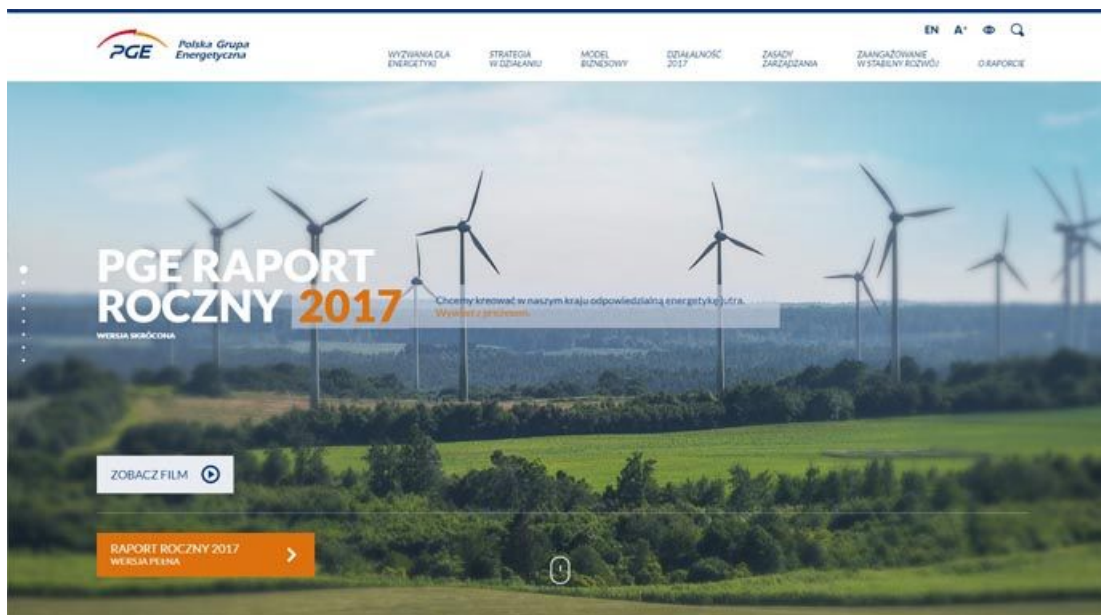 PGE
Polska Grupa
Energetyczna
EN A+
WYZWANIA DLA
ENERGETYKI
STRATEGIA
W DZIAŁANIU
MODEL
BIZNESOWY
DZIAŁALNOŚĆ
2017
ZASADY
ZARZĄDZANIA
ZAANGAŻOWANIE
W STABILNY ROZWÓJ
O RAPORCIE
PGE RAPORT
ROCZNY 2017
WERSJA SKRÓCONA
Chcemy kreować w naszym kraju odpowiedzialną energetykę jutra.
Wywiad z prezesem.
ZOBACZ FILM
RAPORT ROCZNY 2017
WERSJA PEŁNA